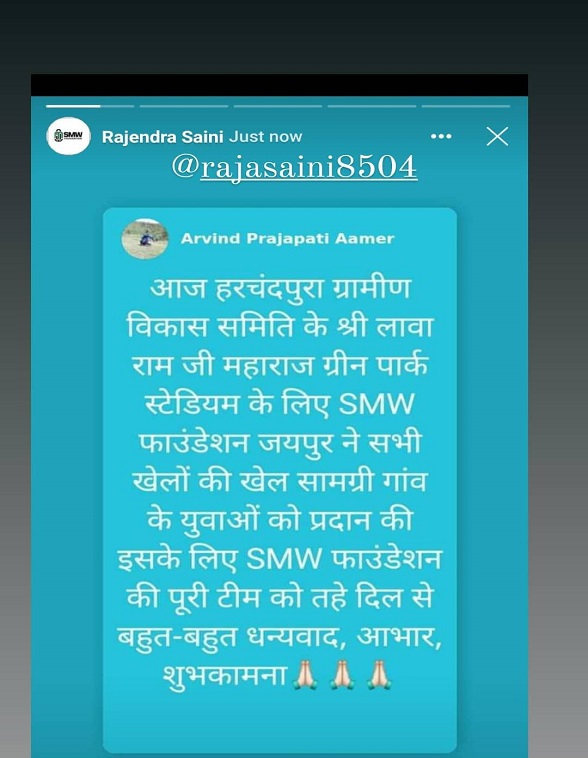 SMW
Rajendra Saini Just now
@rajasaini8504
Arvind Prajapati Aamer
आज हरचंदपुरा ग्रामीण
विकास समिति के श्री लावा
राम जी महाराज ग्रीन पार्क
स्टेडियम के लिए SMW
फाउंडेशन जयपुर ने सभी
खेलों की खेल सामग्री गांव
के युवाओं को प्रदान की
इसके लिए SMW फाउंडेशन
की पूरी टीम को तहे दिल से
बहुत-बहुत धन्यवाद, आभार,
शुभकामना🙏🏻🙏🏻🙏🏻